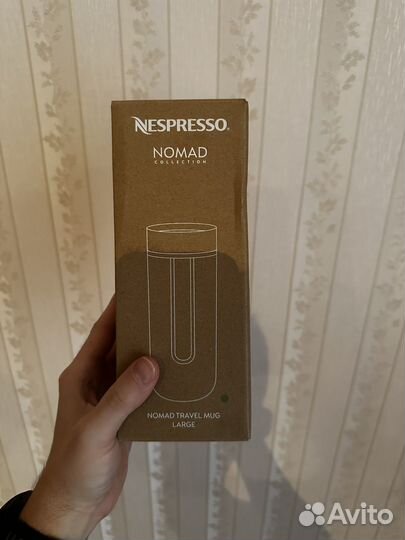 NESPRESSO®
NOMAD
COLLECTION
NOMAD TRAVEL MUG
LARGE
Avito